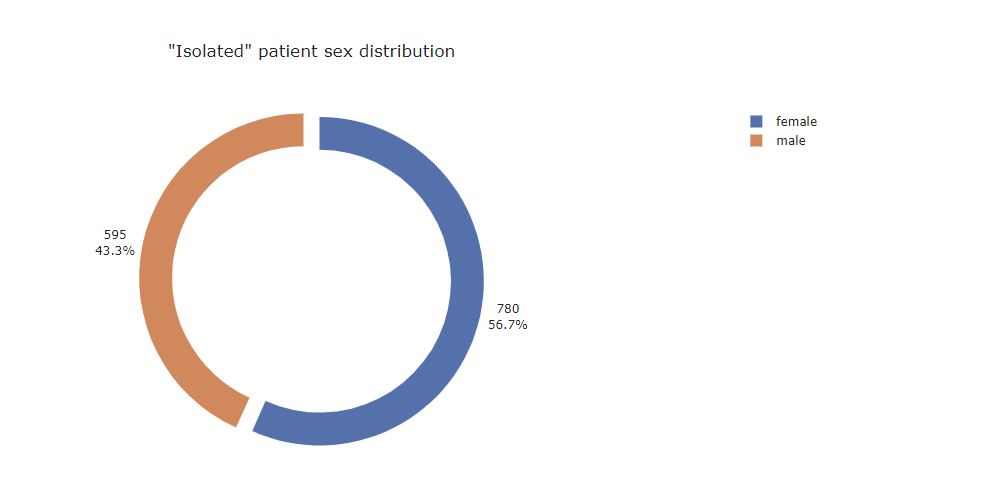 "Isolated" patient sex distribution
female
male
595
43.3%
780
56.7%